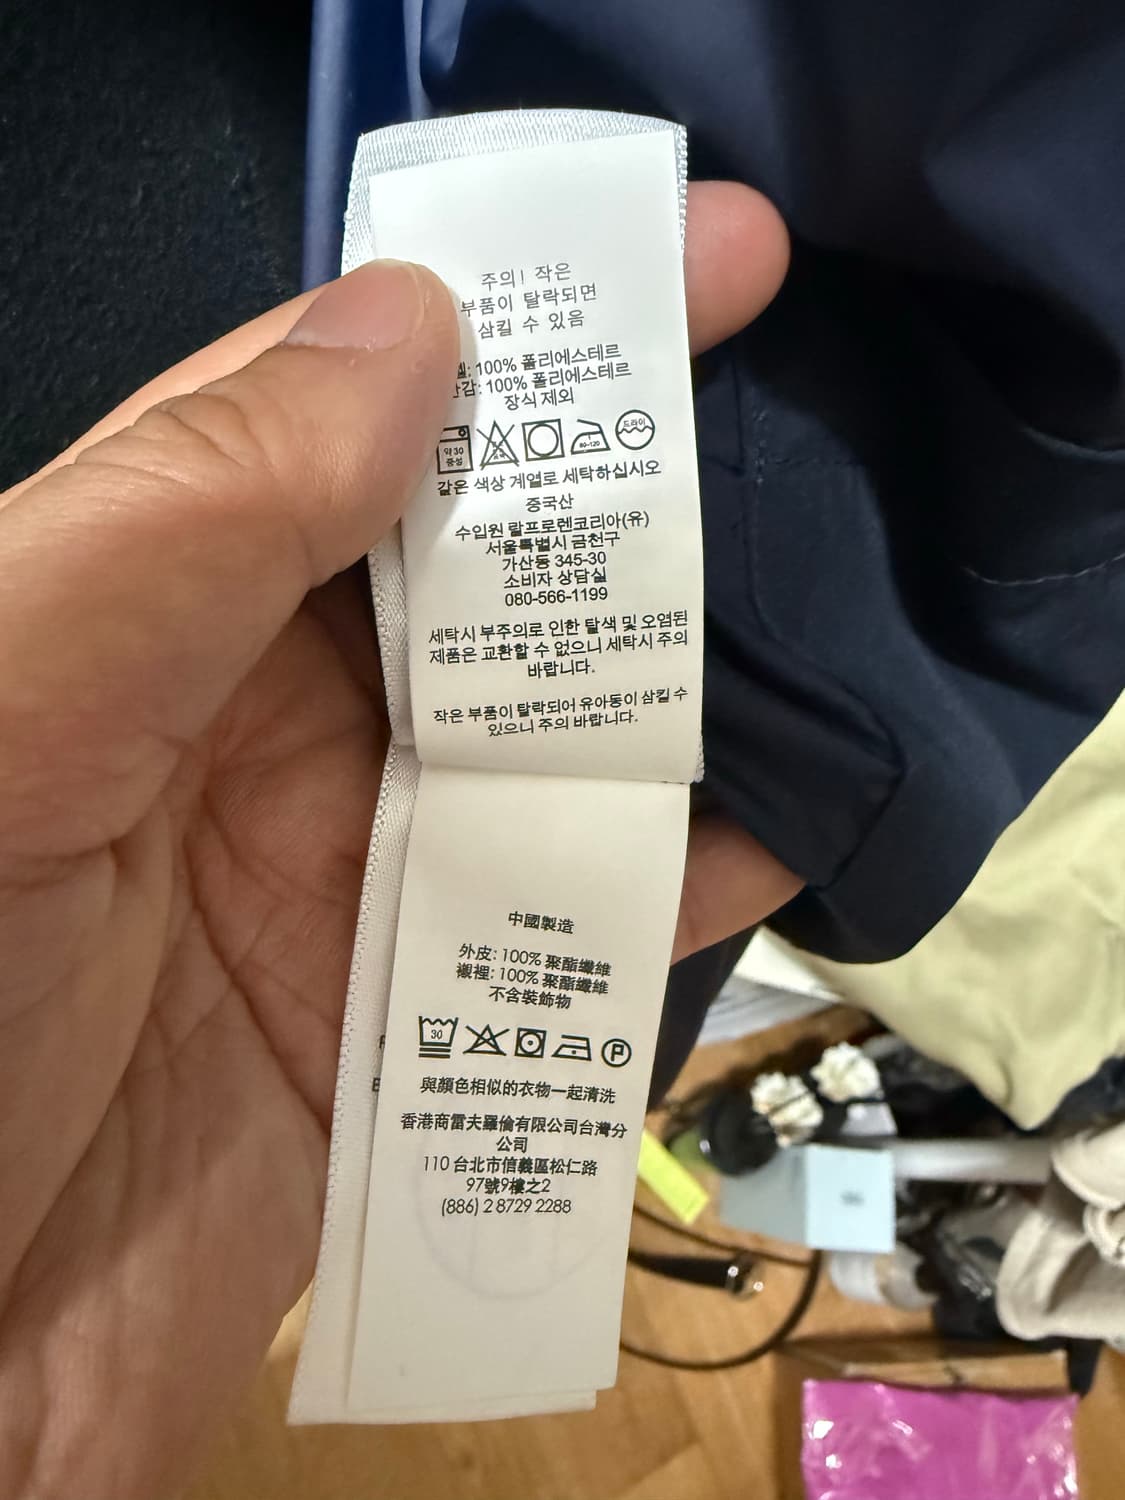 주의! 작은
부품이 탈락되면
삼킬 수 있음
100% 폴리에스테르
100% 폴리에스테르
장식 제외
약30
중성
80-120
드라이
같은 색상 계열로 세탁하십시오
중국산
수입원 랄프로렌코리아(유)
서울특별시 금천구
가산동 345-30
소비자 상담실
080-566-1199
세탁시 부주의로 인한 탈색 및 오염된
제품은 교환할 수 없으니 세탁시 주의
바랍니다.
작은 부품이 탈락되어 유아동이 삼킬 수
있으니 주의 바랍니다.
中國製造
外皮: 100% 聚酯纖維
襯裡: 100% 聚酯纖維
不含裝飾物
30
P
與顏色相似的衣物一起清洗
香港商雷夫羅倫有限公司台灣分
公司
110 台北市信義區松仁路
97號9樓之2
(886) 2 8729 2288